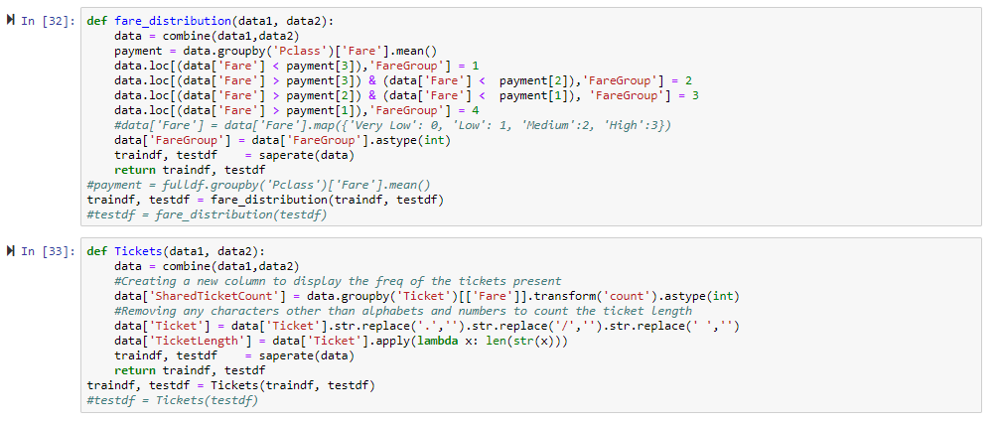 In [32]: def fare_distribution(data1, data2):
    data = combine(data1,data2)
    payment = data.groupby('Pclass')['Fare'].mean()
    data.loc[(data['Fare'] < payment[3]),'FareGroup'] = 1
    data.loc[(data['Fare'] > payment[3]) & (data['Fare'] <  payment[2]),'FareGroup'] = 2
    data.loc[(data['Fare'] > payment[2]) & (data['Fare'] <  payment[1]), 'FareGroup'] = 3
    data.loc[(data['Fare'] > payment[1]),'FareGroup'] = 4
    #data['Fare'] = data['Fare'].map({'Very Low': 0, 'Low': 1, 'Medium':2, 'High':3})
    data['FareGroup'] = data['FareGroup'].astype(int)
    traindf, testdf    = saperate(data)
    return traindf, testdf
#payment = fulldf.groupby('Pclass')['Fare'].mean()
traindf, testdf = fare_distribution(traindf, testdf)
#testdf = fare_distribution(testdf)
In [33]: def Tickets(data1, data2):
    data = combine(data1,data2)
    #Creating a new column to display the freq of the tickets present
    data['SharedTicketCount'] = data.groupby('Ticket')[['Fare']].transform('count').astype(int)
    #Removing any characters other than alphabets and numbers to count the ticket length
    data['Ticket'] = data['Ticket'].str.replace('.','').str.replace('/','').str.replace(' ','')
    data['TicketLength'] = data['Ticket'].apply(lambda x: len(str(x)))
    traindf, testdf    = saperate(data)
    return traindf, testdf
traindf, testdf = Tickets(traindf, testdf)
#testdf = Tickets(testdf)